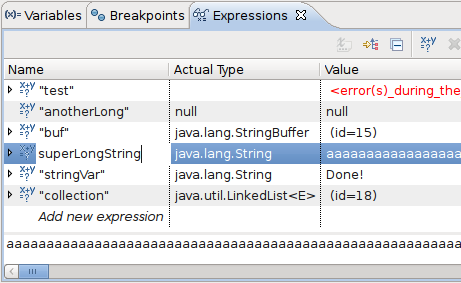 (x)= Variables Breakpoints Expressions
Name Actual Type Value
"test" <error(s)_during_the
"anotherLong" null null
"buf" java.lang.StringBuffer (id=15)
superLongString java.lang.String aaaaaaaaaaaaaaaaa
"stringVar" java.lang.String Done!
"collection" java.util.LinkedList<E> (id=18)
Add new expression
aaaaaaaaaaaaaaaaaaaaaaaaaaaaaaaaaaaaaaaaaaaaaaaaaaaaaaaaa